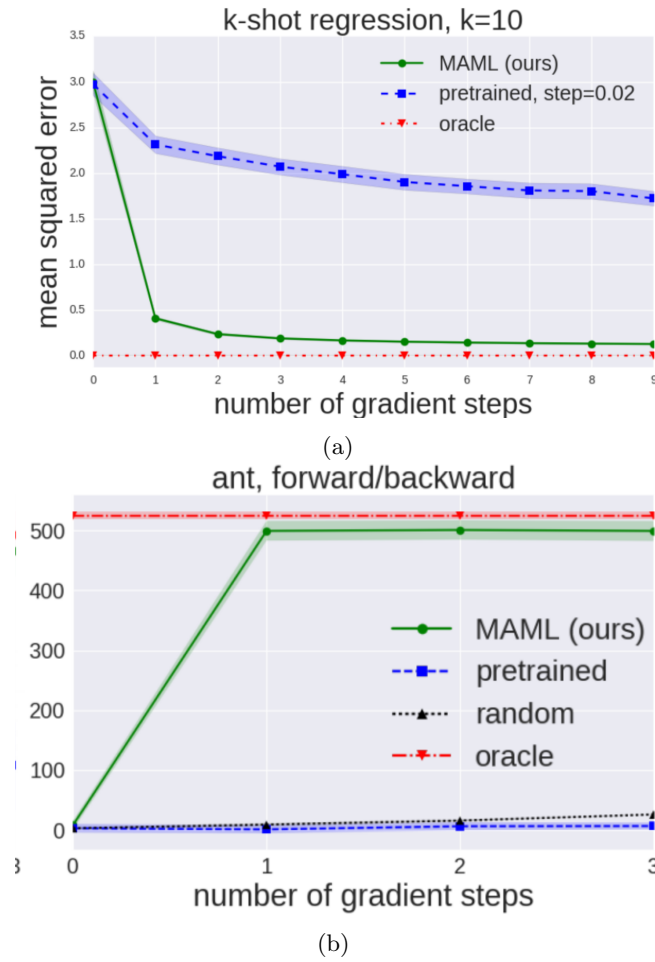 k-shot regression, k=10
3.5
3.0
2.5
2.0
1.5
1.0
0.5
0.0
mean squared error
MAML (ours)
pretrained, step=0.02
oracle
0 1 2 3 4 5 6 7 8 9
number of gradient steps
(a)
ant, forward/backward
500
400
300
200
100
0
MAML (ours)
pretrained
random
oracle
3 0 1 2 3
number of gradient steps
(b)